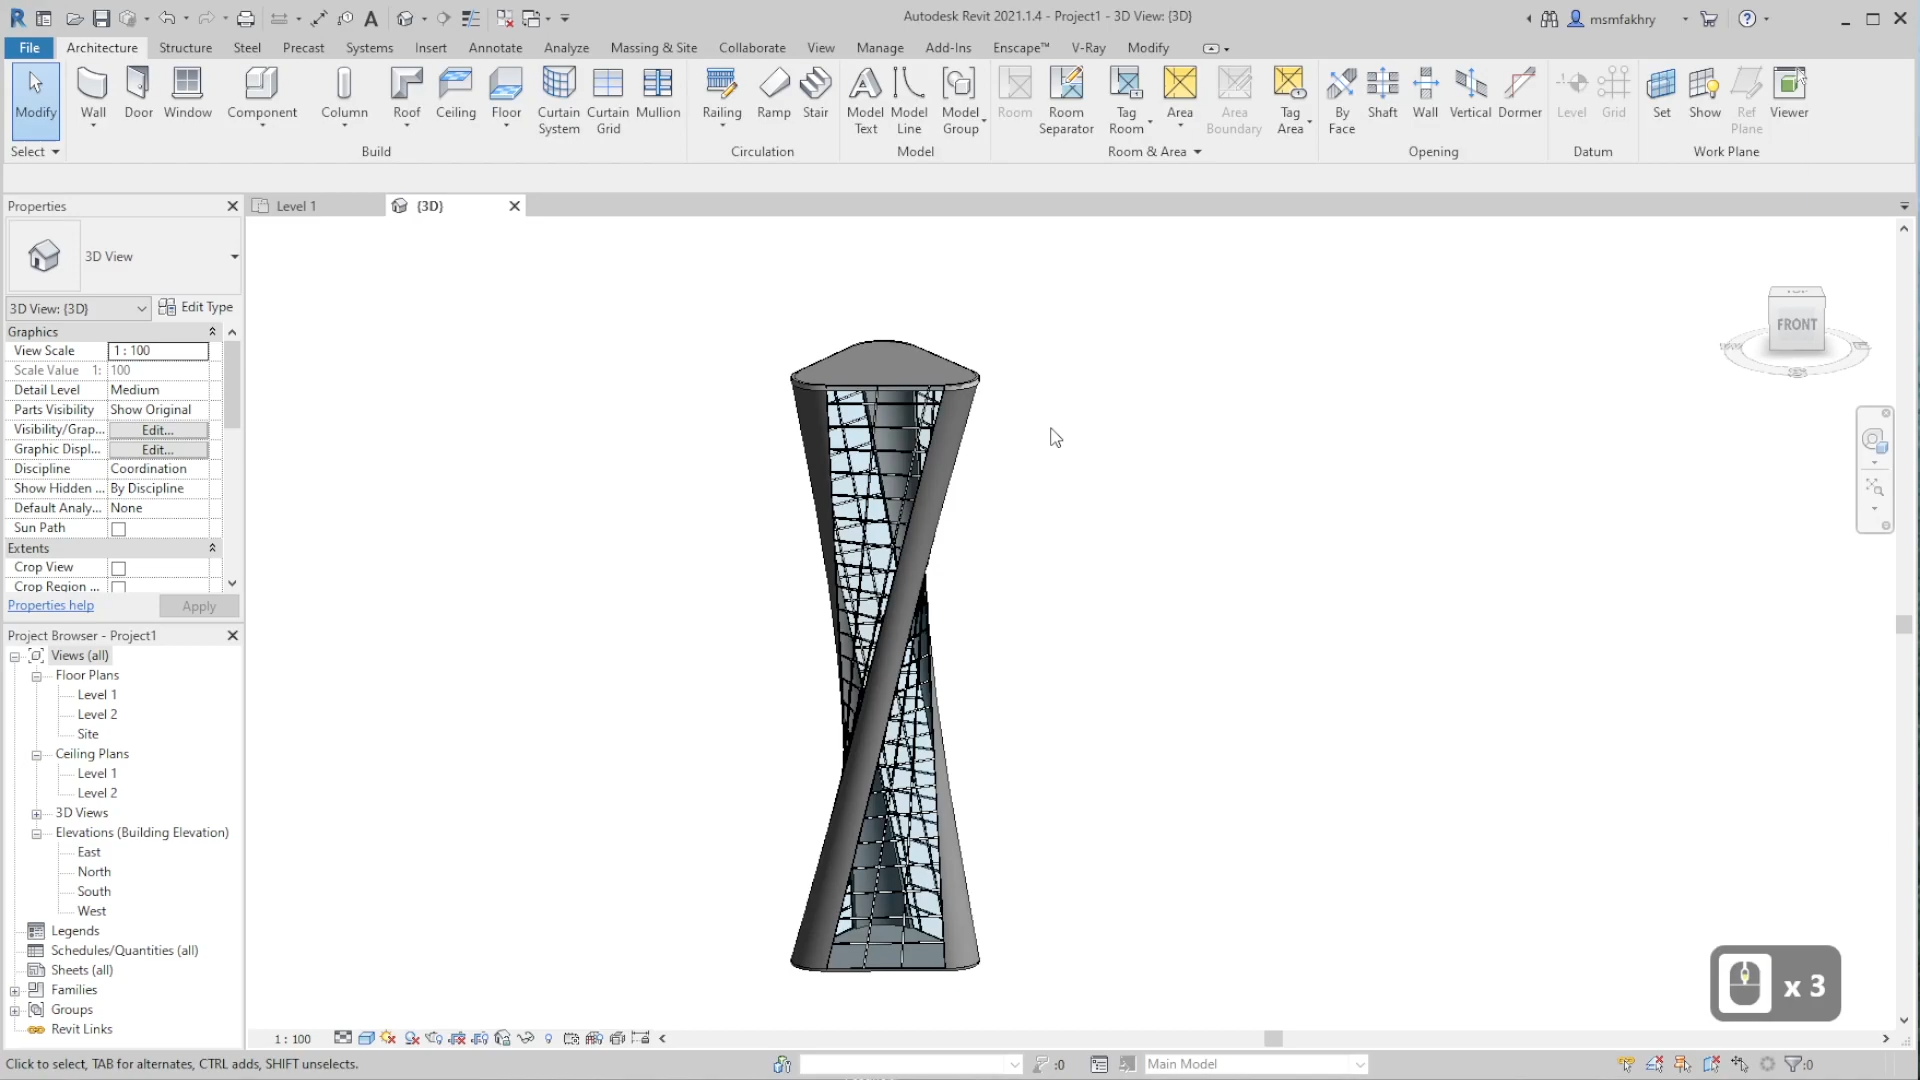 Autodesk Revit 2021.1.4 - Project1 - 3D View: {3D}
msmfakhry
File Architecture Structure Steel Precast Systems Insert Annotate Analyze Massing & Site Collaborate View Manage Add-Ins Enscape™ V-Ray Modify
Modify Wall Door Window Component Column Roof Ceiling Floor Curtain System Curtain Grid Mullion Railing Ramp Stair Model Text Model Line Model Group Room Room Separator Tag Room Area Area Boundary Tag Area By Face Shaft Wall Vertical Dormer Level Grid Set Show Ref Plane Viewer
Select Build Circulation Model Room & Area Opening Datum Work Plane
Properties
Level 1
{3D}
3D View
3D View: {3D} Edit Type
Graphics
View Scale 1 : 100
Scale Value 1: 100
Detail Level Medium
Parts Visibility Show Original
Visibility/Grap... Edit...
Graphic Displ... Edit...
Discipline Coordination
Show Hidden ... By Discipline
Default Analy... None
Sun Path
Extents
Crop View
Crop Region ...
Properties help Apply
Project Browser - Project1
Views (all)
Floor Plans
Level 1
Level 2
Site
Ceiling Plans
Level 1
Level 2
3D Views
Elevations (Building Elevation)
East
North
South
West
Legends
Schedules/Quantities (all)
Sheets (all)
Families
Groups
Revit Links
TOP
FRONT
x 3
1 : 100
Click to select, TAB for alternates, CTRL adds, SHIFT unselects.
:0
Main Model
:0